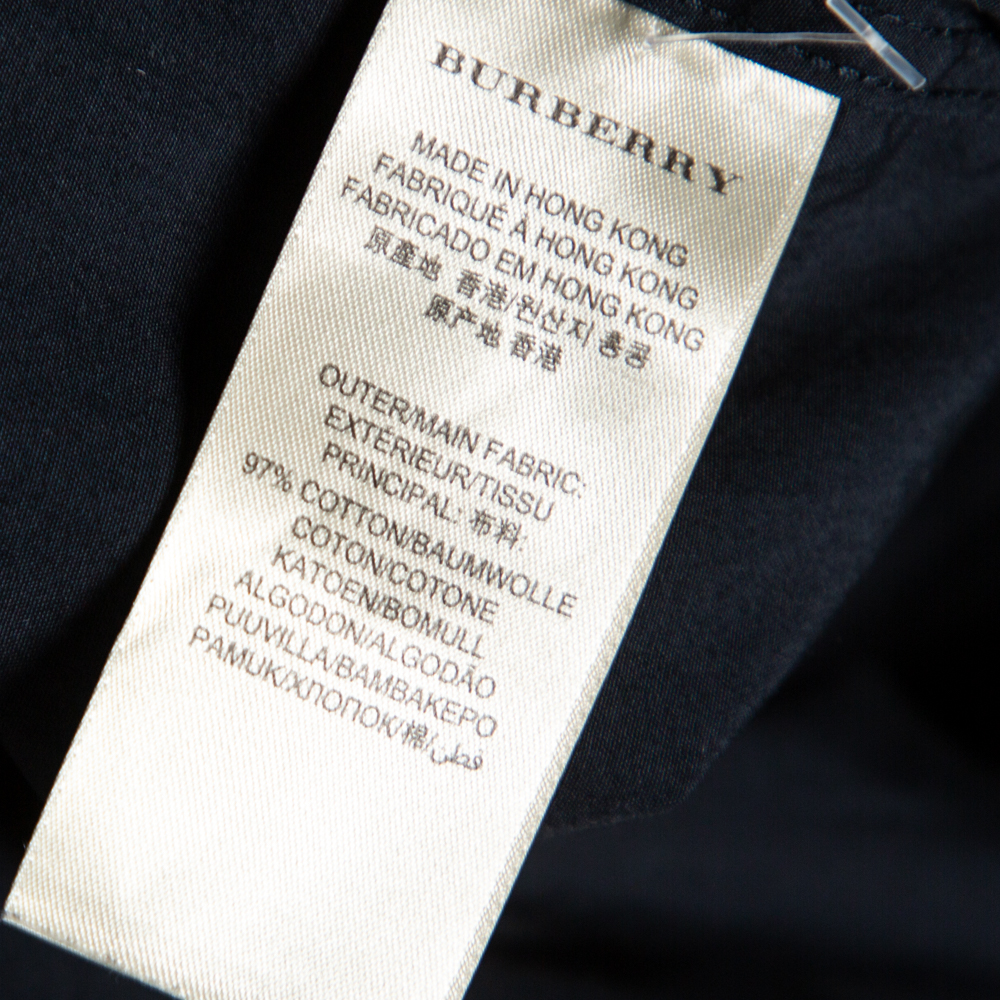 BURBERRY
MADE IN HONG KONG
FABRIQUÉ À HONG KONG
FABRICADO EM HONG KONG
原產地 香港/원산지 홍콩
原产地 香港
OUTER/MAIN FABRIC:
EXTERIEUR/TISSU
PRINCIPAL: 布料:
97% COTTON/BAUMWOLLE
COTON/COTONE
KATOEN/BOMULL
ALGODON/ALGODÃO
PUUVILLA/BAMBAKEPO
PAMUK/ХЛОПОК/棉/قطن